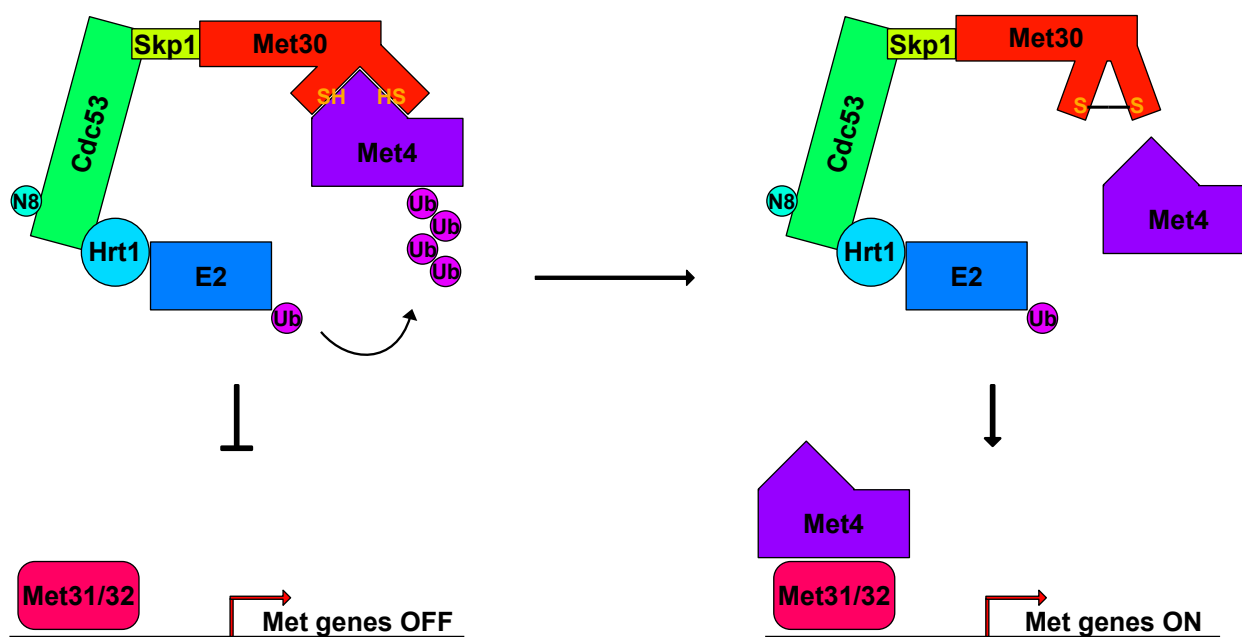 Skp1
Met30
SH
HS
Cdc53
Met4
N8
Ub
Ub
Ub
Ub
Hrt1
E2
Ub
Met31/32
Met genes OFF
Skp1
Met30
S
S
Cdc53
N8
Met4
Hrt1
E2
Ub
Met4
Met31/32
Met genes ON